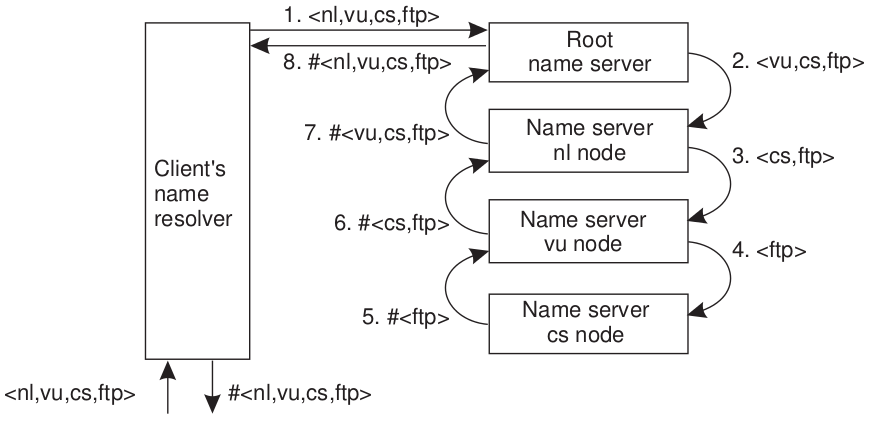 1. <nl,vu,cs,ftp>
8. #<nl,vu,cs,ftp>
Root
name server
2. <vu,cs,ftp>
7. #<vu,cs,ftp>
Name server
nl node
3. <cs,ftp>
Client's
name
resolver
6. #<cs,ftp>
Name server
vu node
4. <ftp>
5. #<ftp>
Name server
cs node
<nl,vu,cs,ftp>
#<nl,vu,cs,ftp>